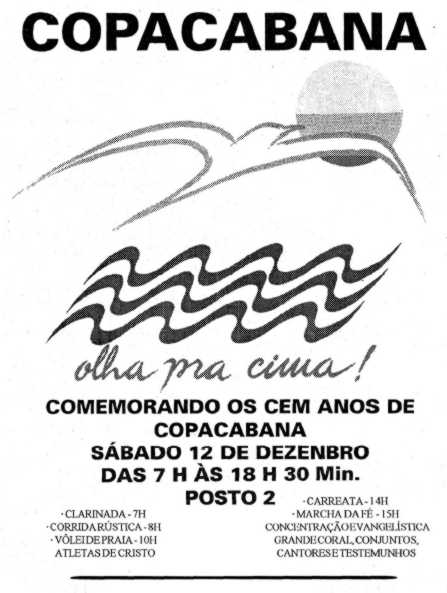 COPACABANA
olha pra cima!
COMEMORANDO OS CEM ANOS DE
COPACABANA
SÁBADO 12 DE DEZENBRO
DAS 7 H ÀS 18 H 30 Min.
POSTO 2
· CLARINADA - 7H
· CORRIDA RÚSTICA - 8H
· VÔLEI DE PRAIA - 10H
ATLETAS DE CRISTO
· CARREATA - 14H
· MARCHA DA FÉ - 15H
CONCENTRAÇÃO EVANGELÍSTICA
GRANDE CORAL, CONJUNTOS,
CANTORES E TESTEMUNHOS